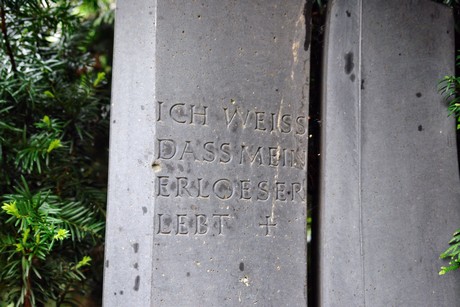 ICH WEISS
DASS MEIN
ERLOESER
LEBT +